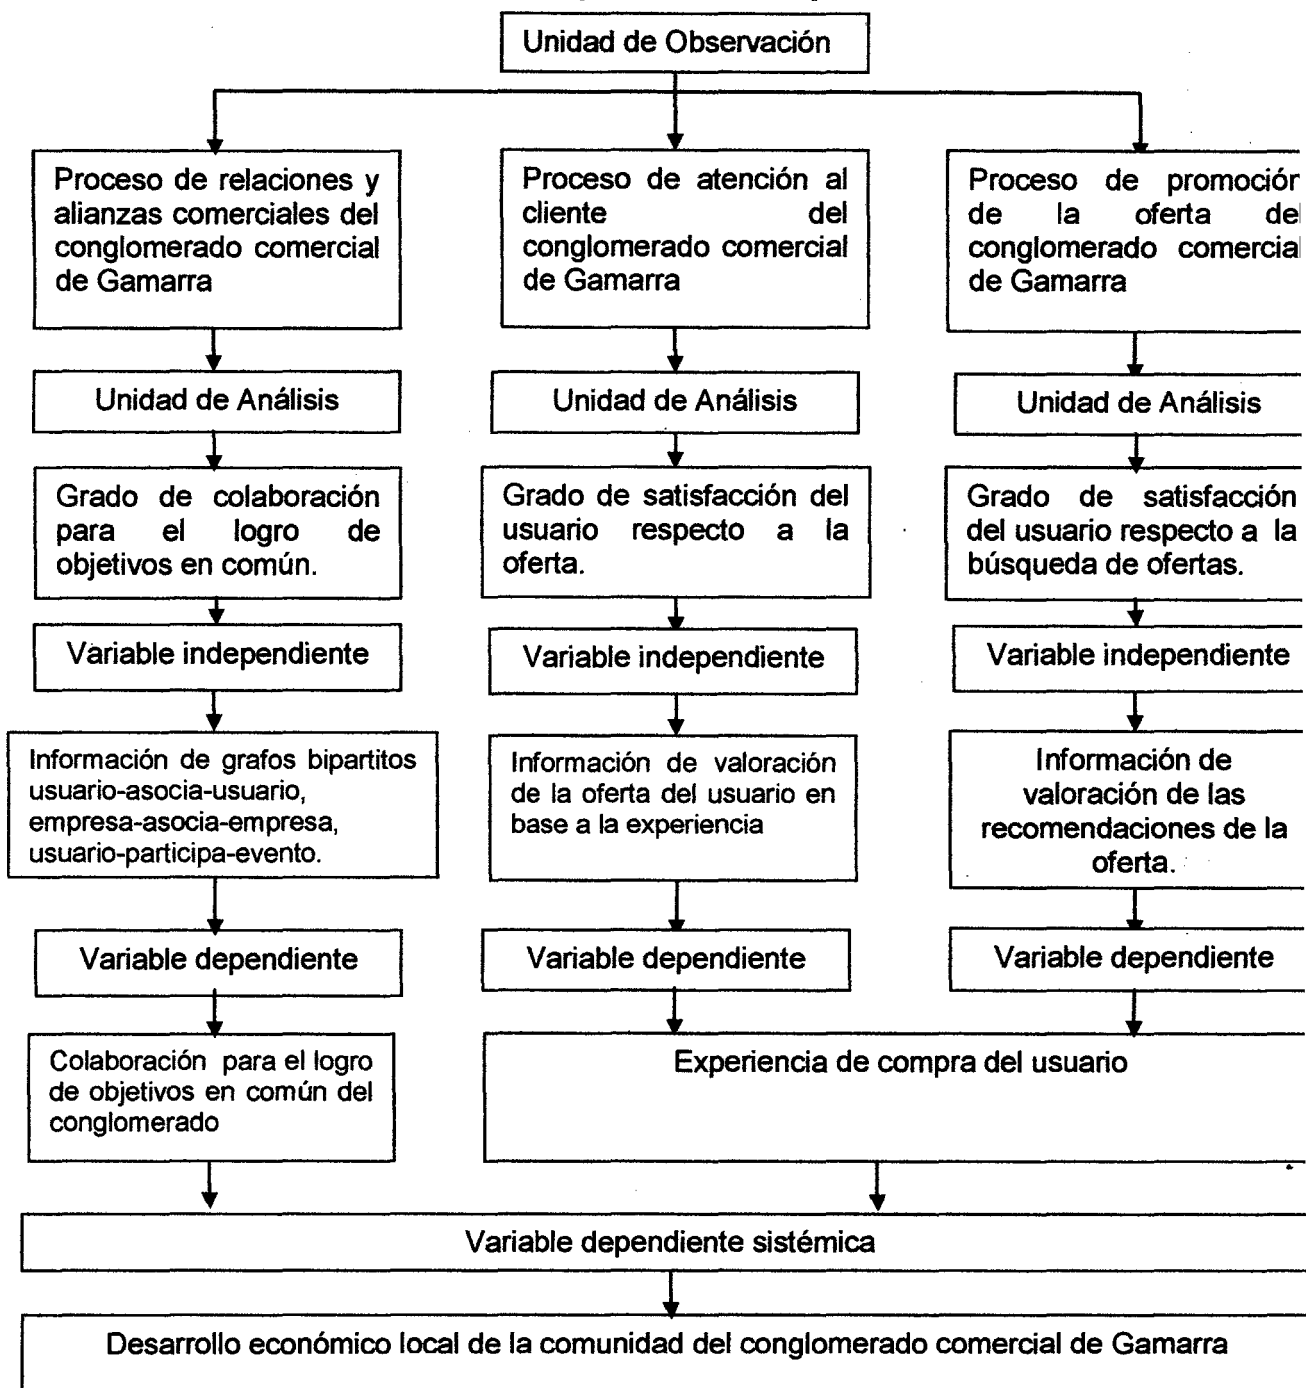 Unidad de Observación
Proceso de relaciones y
alianzas comerciales del
conglomerado comercial
de Gamarra
Proceso de atención al
cliente del
conglomerado comercial
de Gamarra
Proceso de promoción
de la oferta del
conglomerado comercial
de Gamarra
Unidad de Análisis
Unidad de Análisis
Unidad de Análisis
Grado de colaboración
para el logro de
objetivos en común.
Grado de satisfacción del
usuario respecto a la
oferta.
Grado de satisfacción
del usuario respecto a la
búsqueda de ofertas.
Variable independiente
Variable independiente
Variable independiente
Información de grafos bipartitos
usuario-asocia-usuario,
empresa-asocia-empresa,
usuario-participa-evento.
Información de valoración
de la oferta del usuario en
base a la experiencia
Información de
valoración de las
recomendaciones de la
oferta.
Variable dependiente
Variable dependiente
Variable dependiente
Colaboración para el logro
de objetivos en común del
conglomerado
Experiencia de compra del usuario
Variable dependiente sistémica
Desarrollo económico local de la comunidad del conglomerado comercial de Gamarra